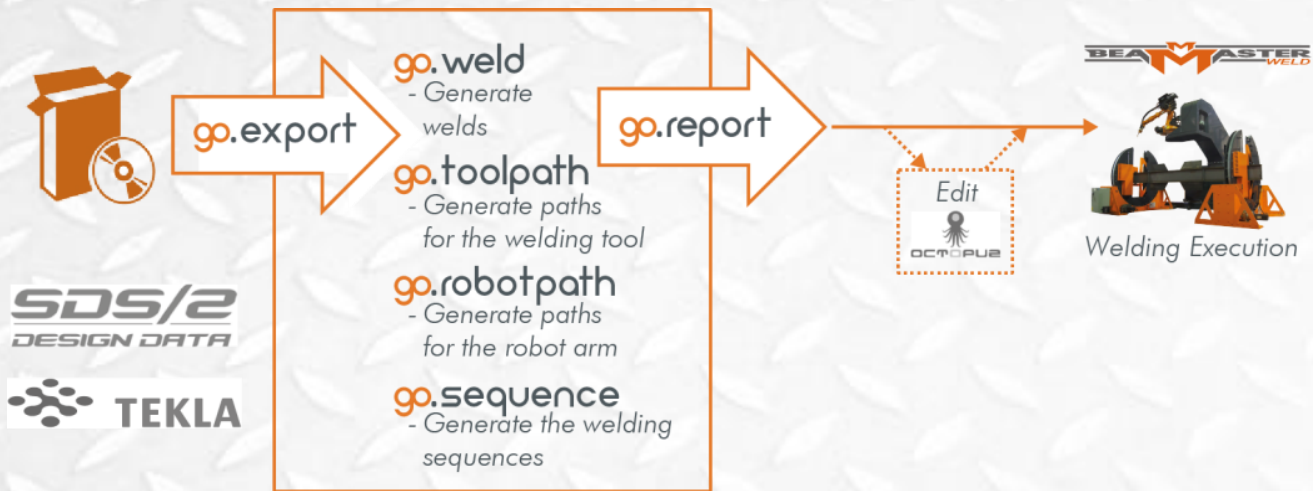 SDS/2
DESIGN DATA
TEKLA
go.export
go.weld
- Generate
welds
go.toolpath
- Generate paths
for the welding tool
go.robotpath
- Generate paths
for the robot arm
go.sequence
- Generate the welding
sequences
go.report
Edit
OCTOPUZ
BEAMMASTER
WELD
Welding Execution